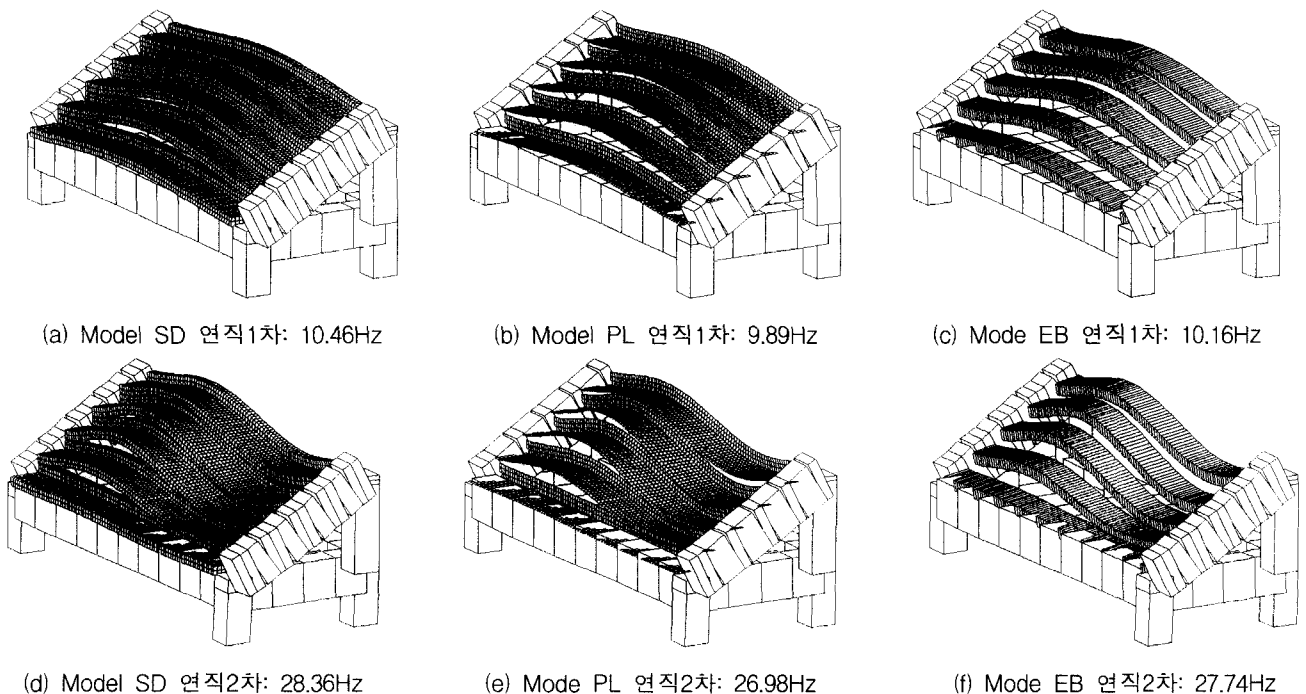 (a) Model SD 연직1차: 10.46Hz
(b) Model PL 연직1차: 9.89Hz
(c) Mode EB 연직1차: 10.16Hz
(d) Model SD 연직2차: 28.36Hz
(e) Mode PL 연직2차: 26.98Hz
(f) Mode EB 연직2차: 27.74Hz